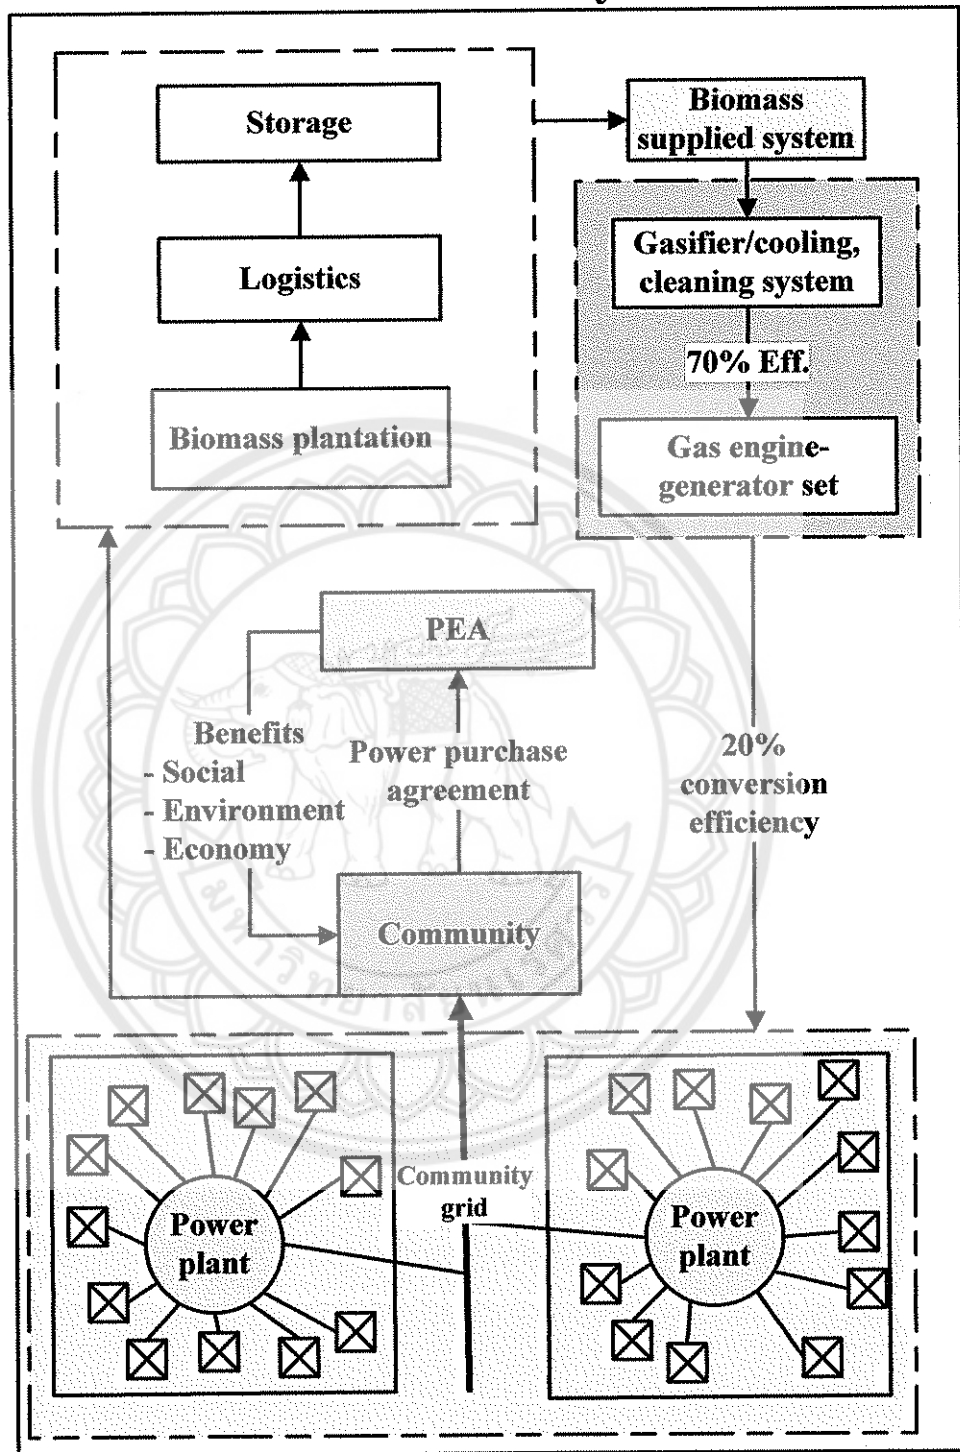 Storage
Logistics
Biomass plantation
Biomass
supplied system
Gasifier/cooling,
cleaning system
70% Eff.
Gas engine-
generator set
PEA
Benefits
- Social
- Environment
- Economy
Power purchase
agreement
20%
conversion
efficiency
Community
Community
grid
Power
plant
Power
plant